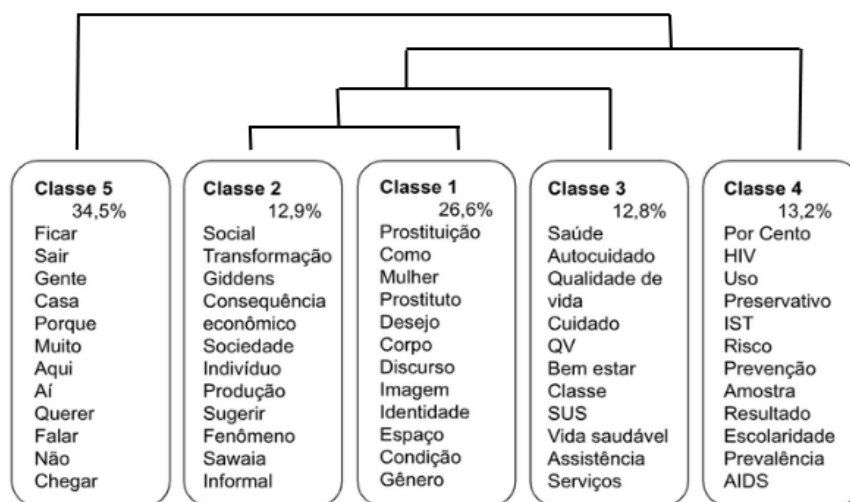 Classe 5
34,5%
Ficar
Sair
Gente
Casa
Porque
Muito
Aqui
Aí
Querer
Falar
Não
Chegar
Classe 2
12,9%
Social
Transformação
Giddens
Consequência
econômico
Sociedade
Indivíduo
Produção
Sugerir
Fenômeno
Sawaia
Informal
Classe 1
26,6%
Prostituição
Como
Mulher
Prostituto
Desejo
Corpo
Discurso
Imagem
Identidade
Espaço
Condição
Gênero
Classe 3
12,8%
Saúde
Autocuidado
Qualidade de
vida
Cuidado
QV
Bem estar
Classe
SUS
Vida saudável
Assistência
Serviços
Classe 4
13,2%
Por Cento
HIV
Uso
Preservativo
IST
Risco
Prevenção
Amostra
Resultado
Escolaridade
Prevalência
AIDS